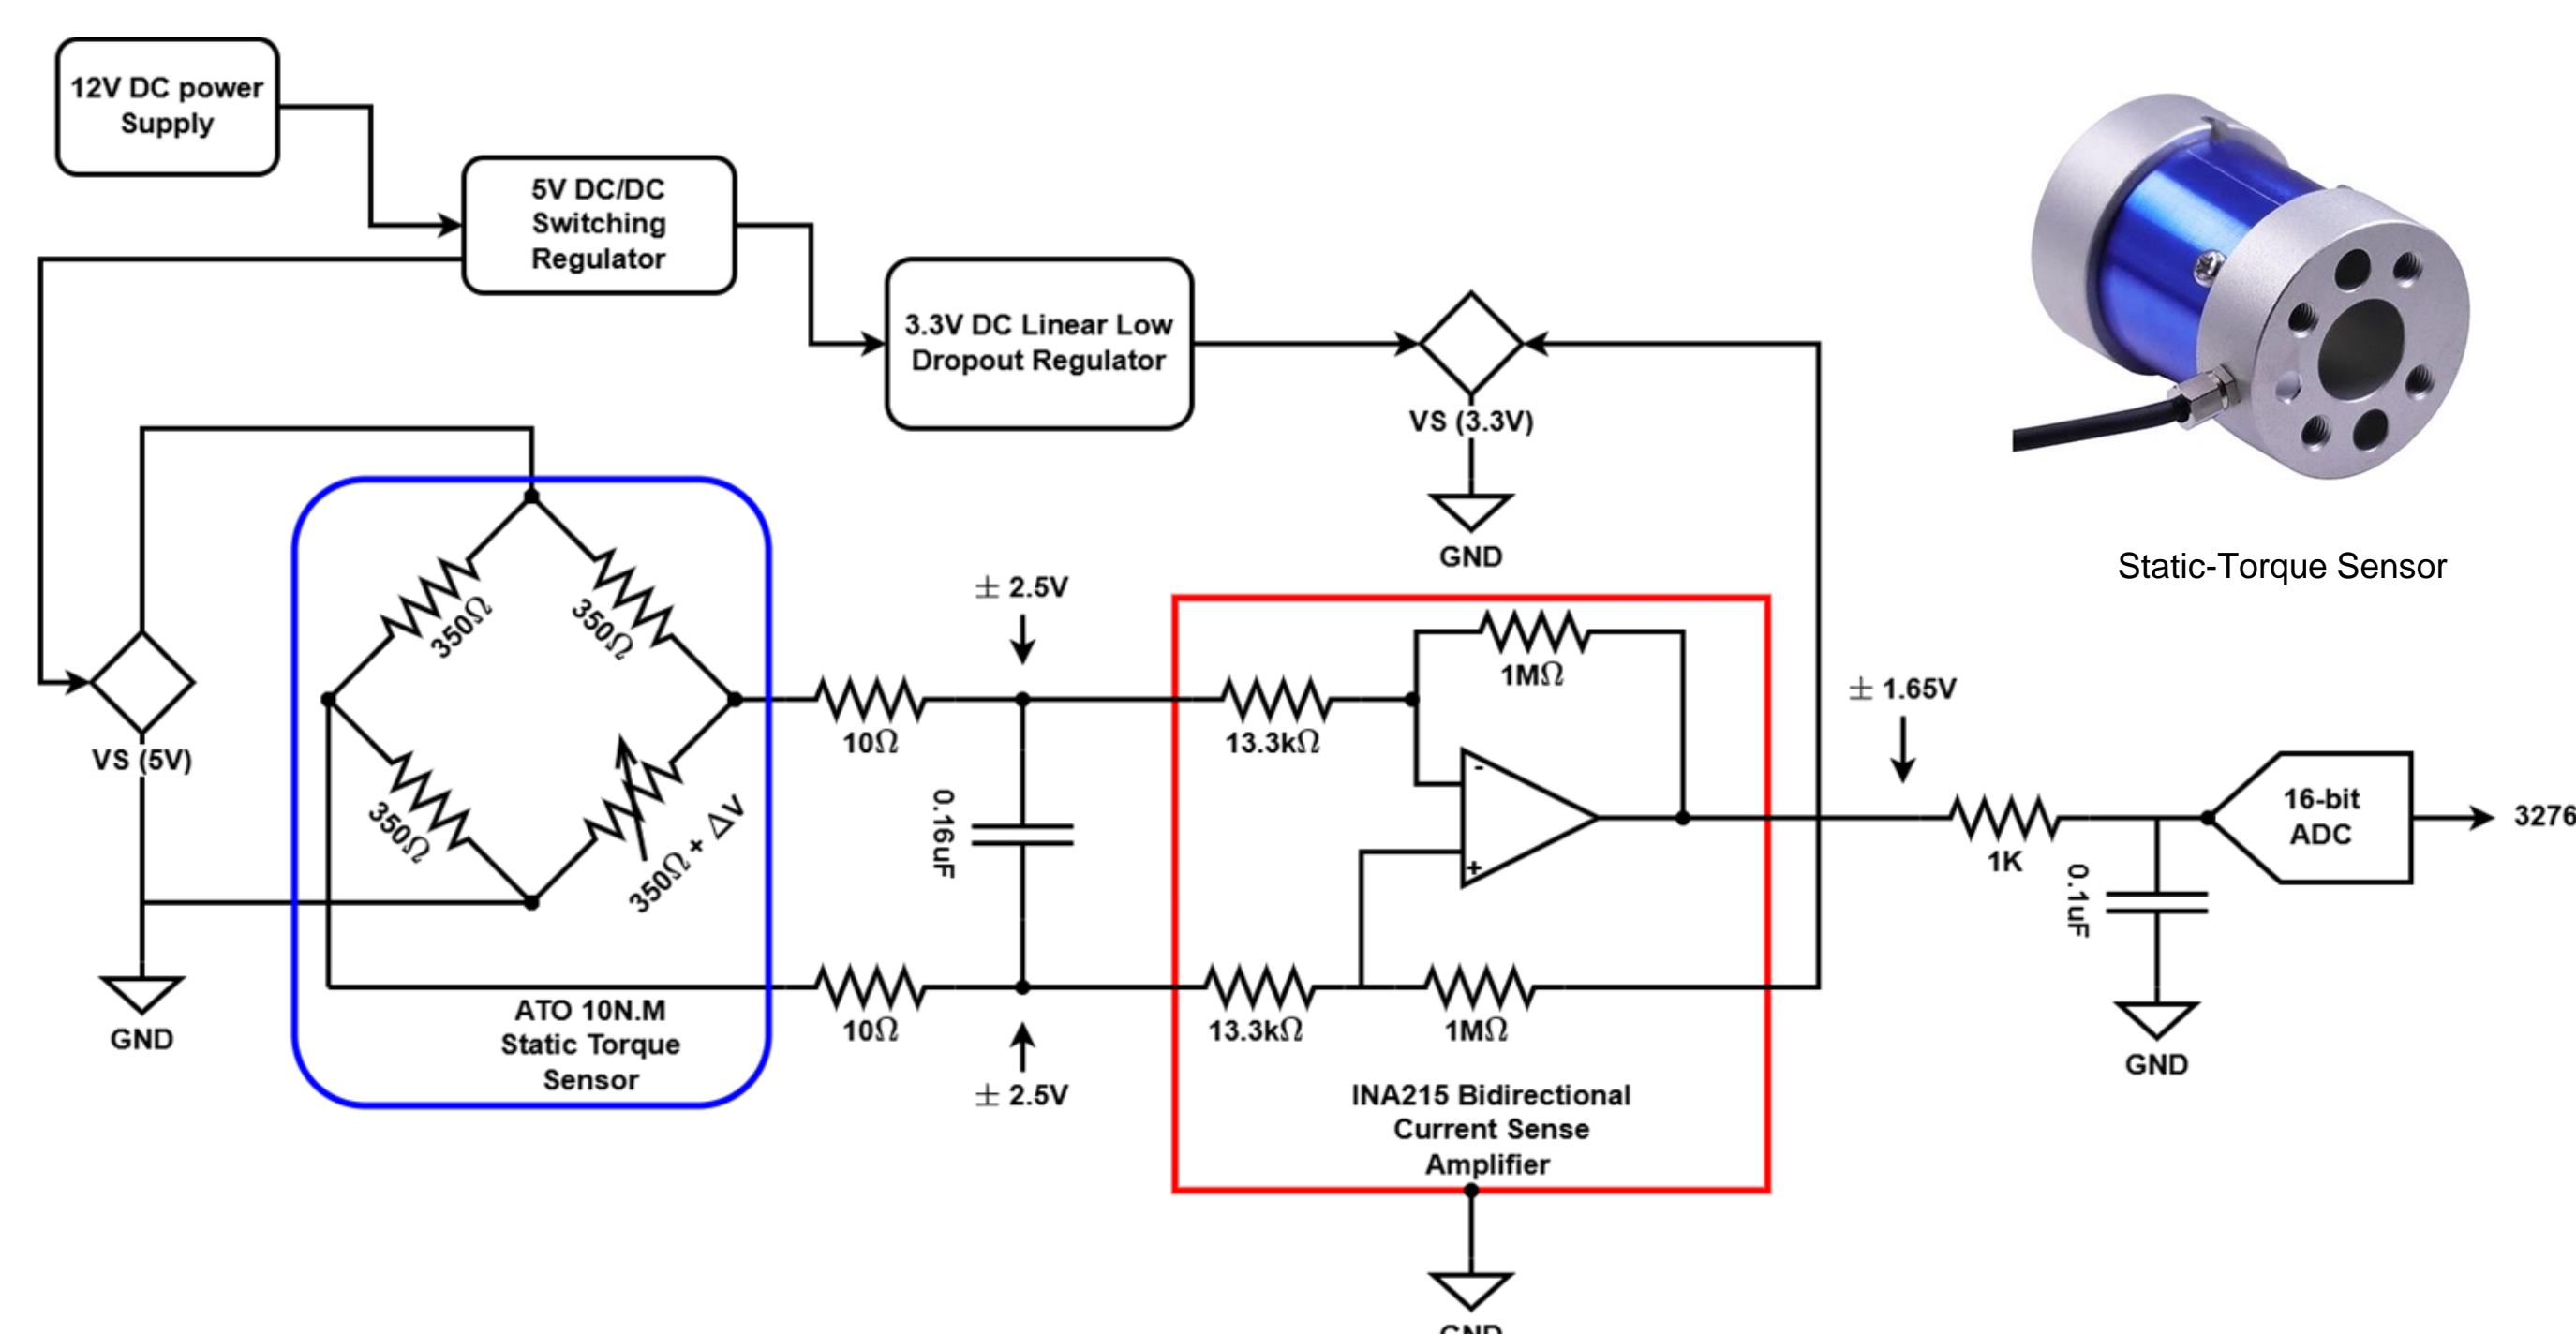 12V DC power
Supply
5V DC/DC
Switching
Regulator
3.3V DC Linear Low
Dropout Regulator
VS (3.3V)
GND
Static-Torque Sensor
350Ω
350Ω
350Ω
350Ω + ΔV
VS (5V)
GND
ATO 10N.M
Static Torque
Sensor
± 2.5V
10Ω
0.16uF
10Ω
± 2.5V
1MΩ
13.3kΩ
-
+
13.3kΩ
1MΩ
INA215 Bidirectional
Current Sense
Amplifier
GND
± 1.65V
1K
0.1uF
GND
16-bit
ADC
3276